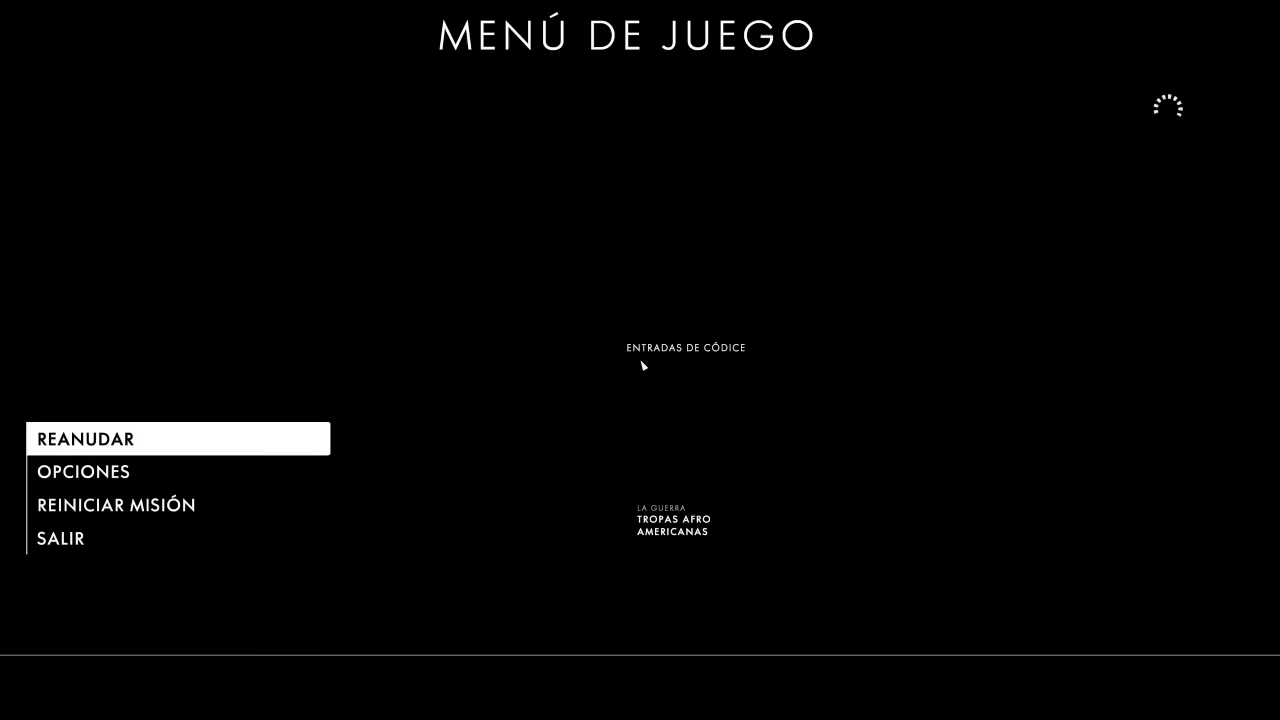 MENÚ DE JUEGO
ENTRADAS DE CÓDICE
REANUDAR
OPCIONES
REINICIAR MISIÓN
SALIR
LA GUERRA
TROPAS AFRO
AMERICANAS